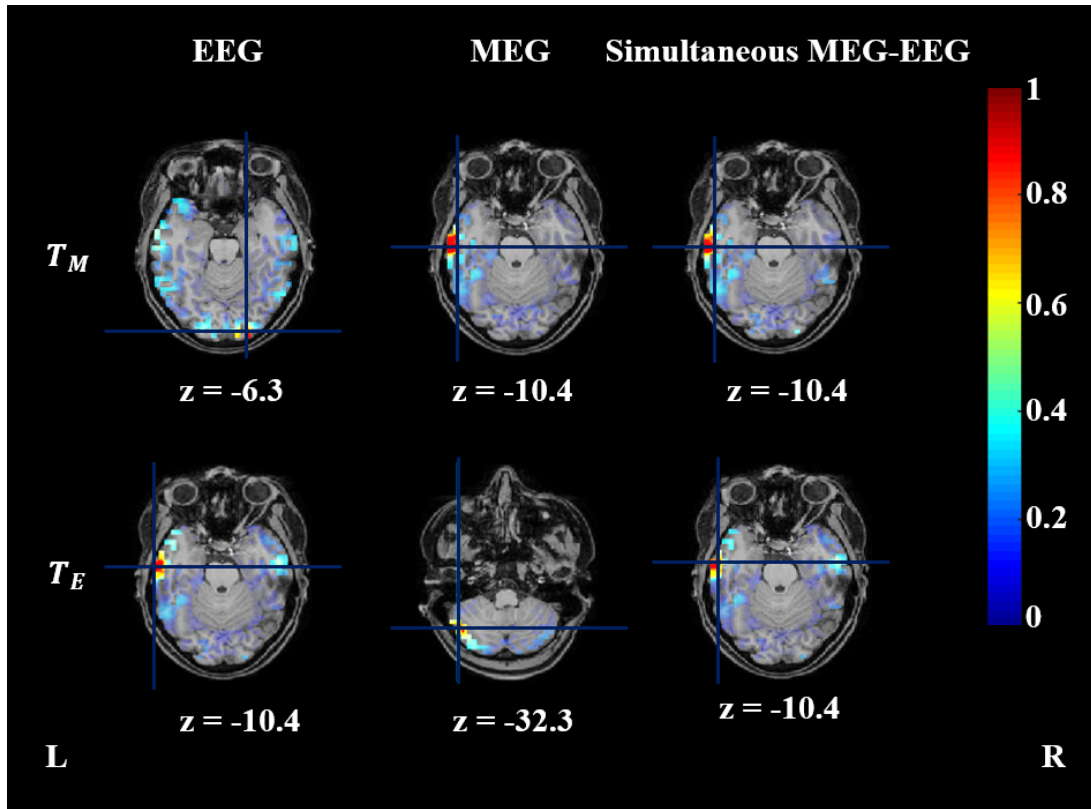 EEG MEG Simultaneous MEG-EEG
1
0.8
T_M
0.6
z = -6.3 z = -10.4 z = -10.4
0.4
0.2
T_E
0
z = -10.4 z = -32.3 z = -10.4
L R